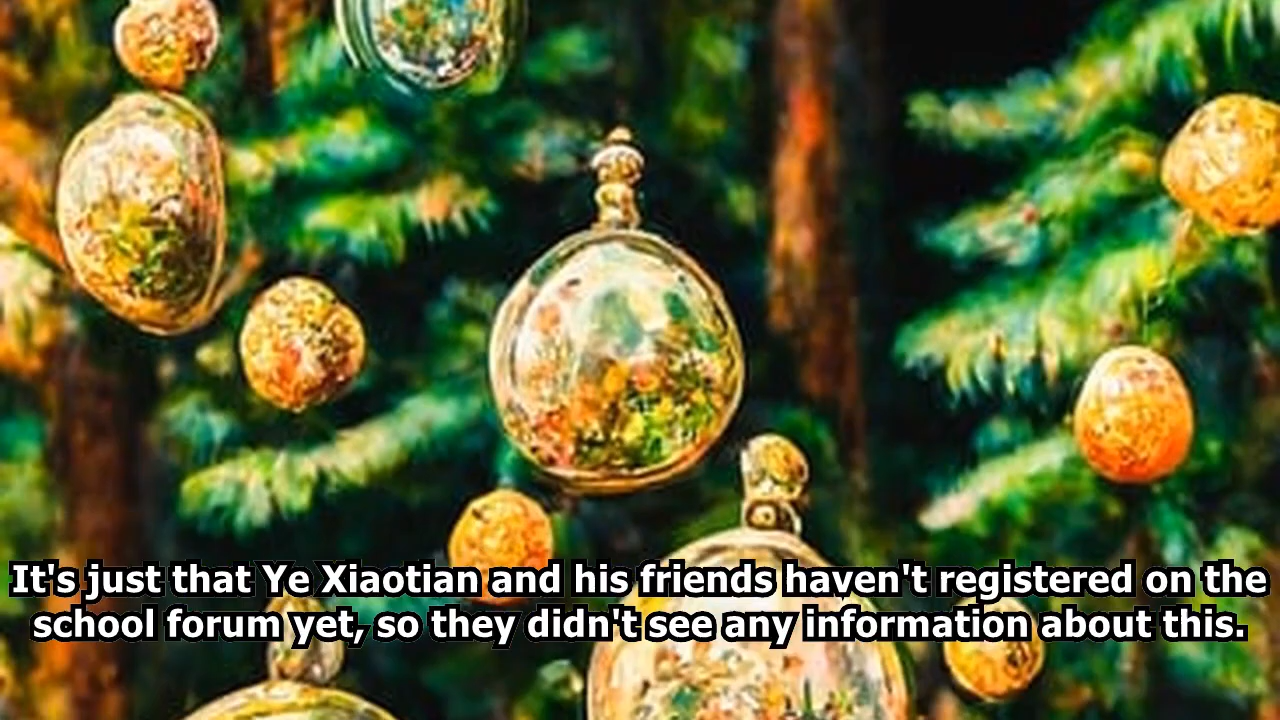 It's just that Ye Xiaotian and his friends haven't registered on the
school forum yet, so they didn't see any information about this.